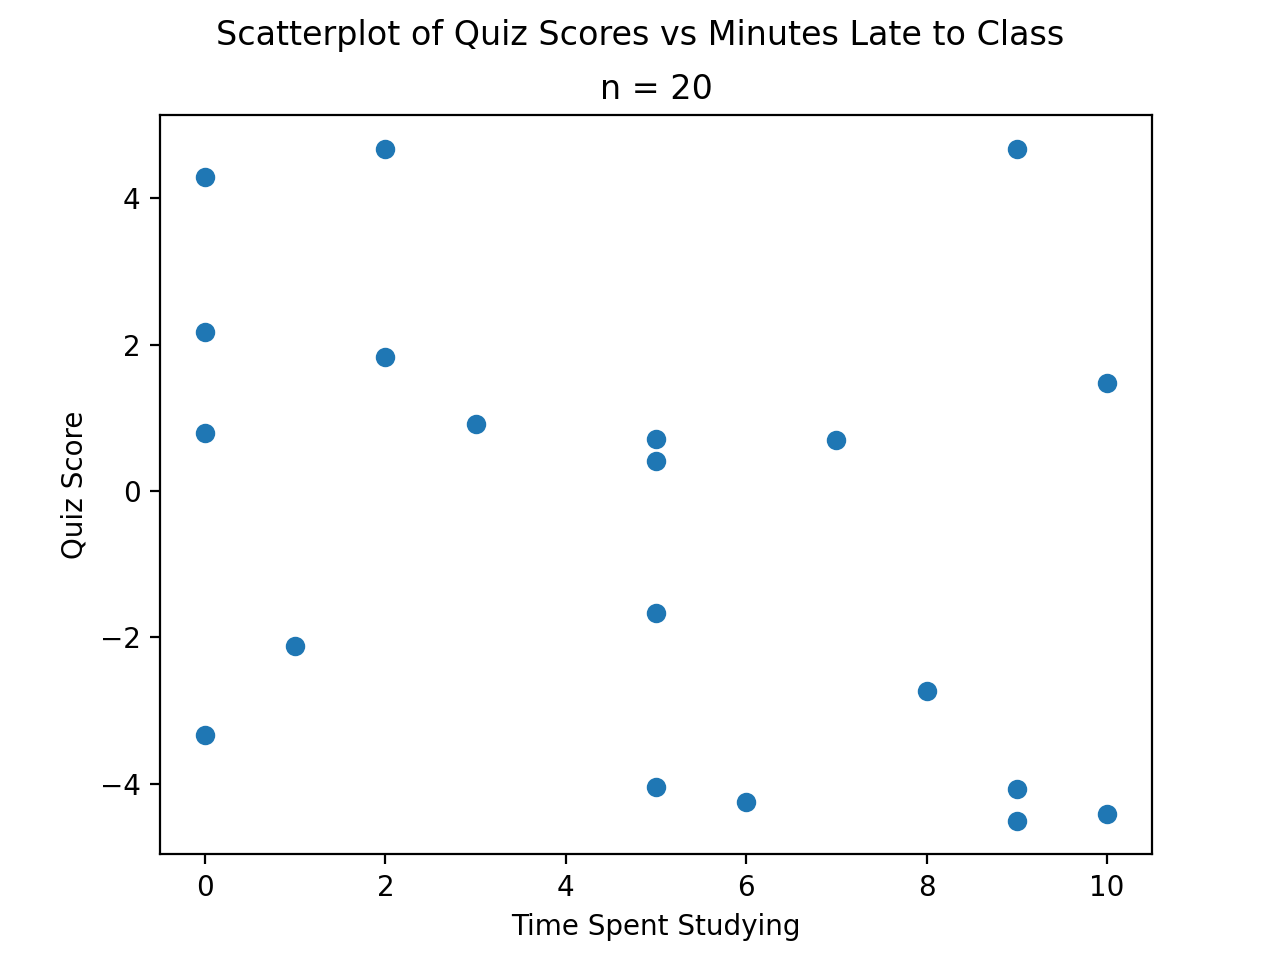 Scatterplot of Quiz Scores vs Minutes Late to Class
n = 20
4
2
0
−2
−4
Quiz Score
0 2 4 6 8 10
Time Spent Studying